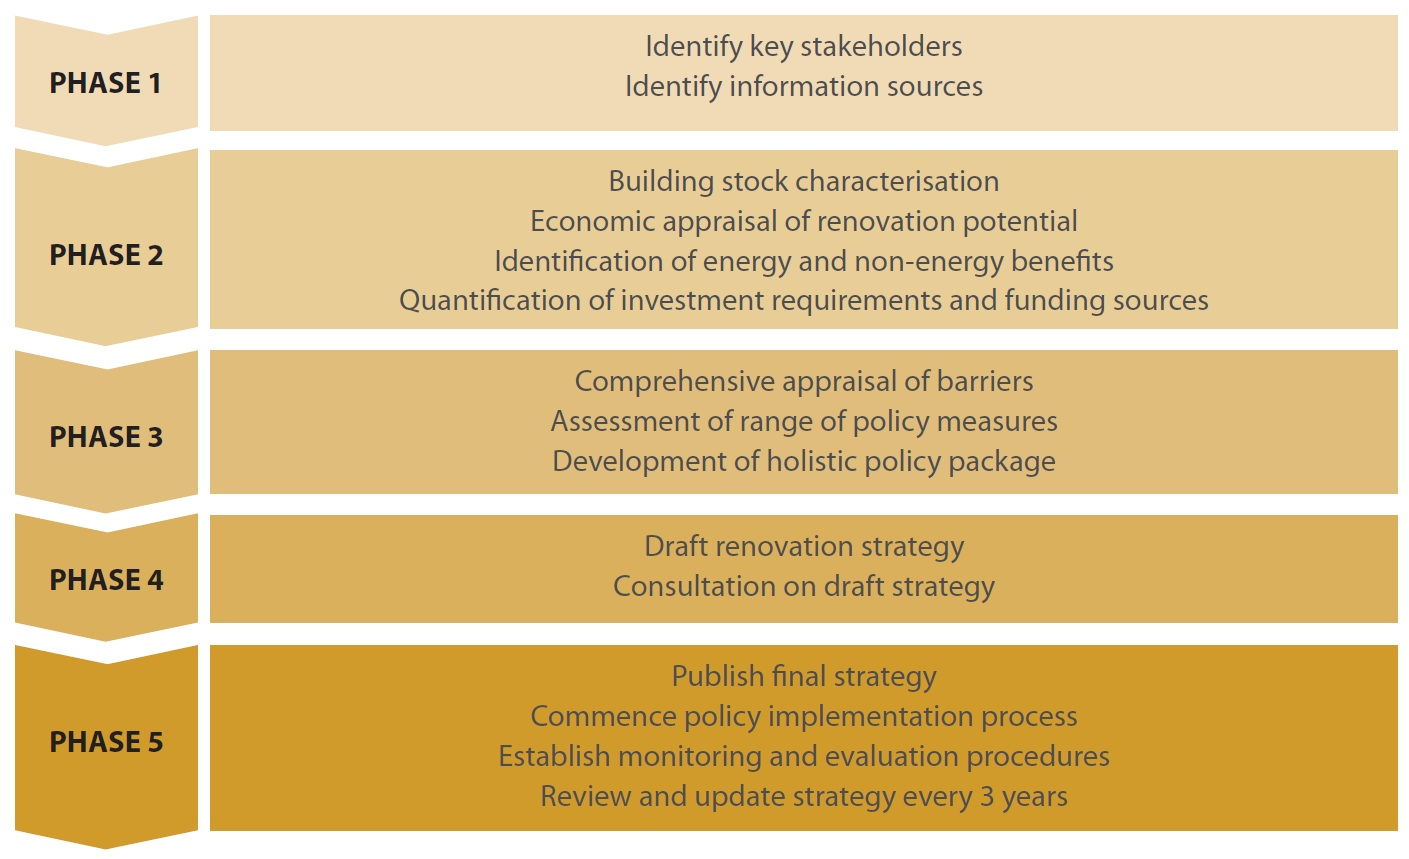 PHASE 1
Identify key stakeholders
Identify information sources
PHASE 2
Building stock characterisation
Economic appraisal of renovation potential
Identification of energy and non-energy benefits
Quantification of investment requirements and funding sources
PHASE 3
Comprehensive appraisal of barriers
Assessment of range of policy measures
Development of holistic policy package
PHASE 4
Draft renovation strategy
Consultation on draft strategy
PHASE 5
Publish final strategy
Commence policy implementation process
Establish monitoring and evaluation procedures
Review and update strategy every 3 years